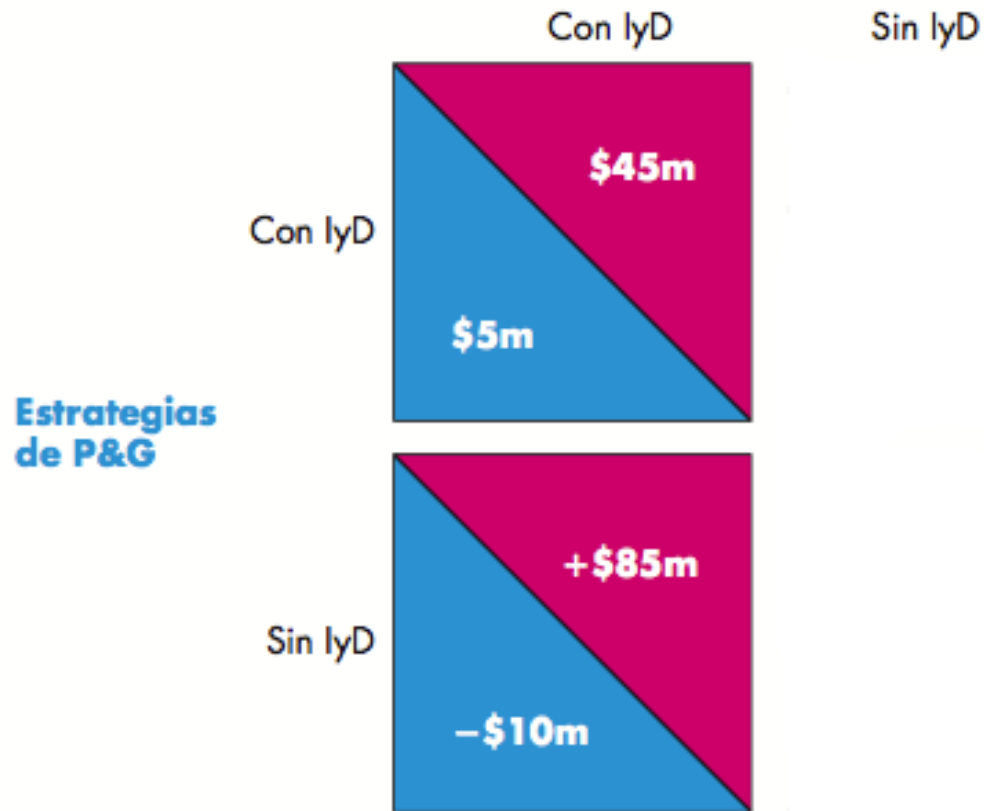 Con IyD Sin IyD
$45m
Con IyD
$5m
Estrategias
de P&G
+$85m
Sin IyD
–$10m